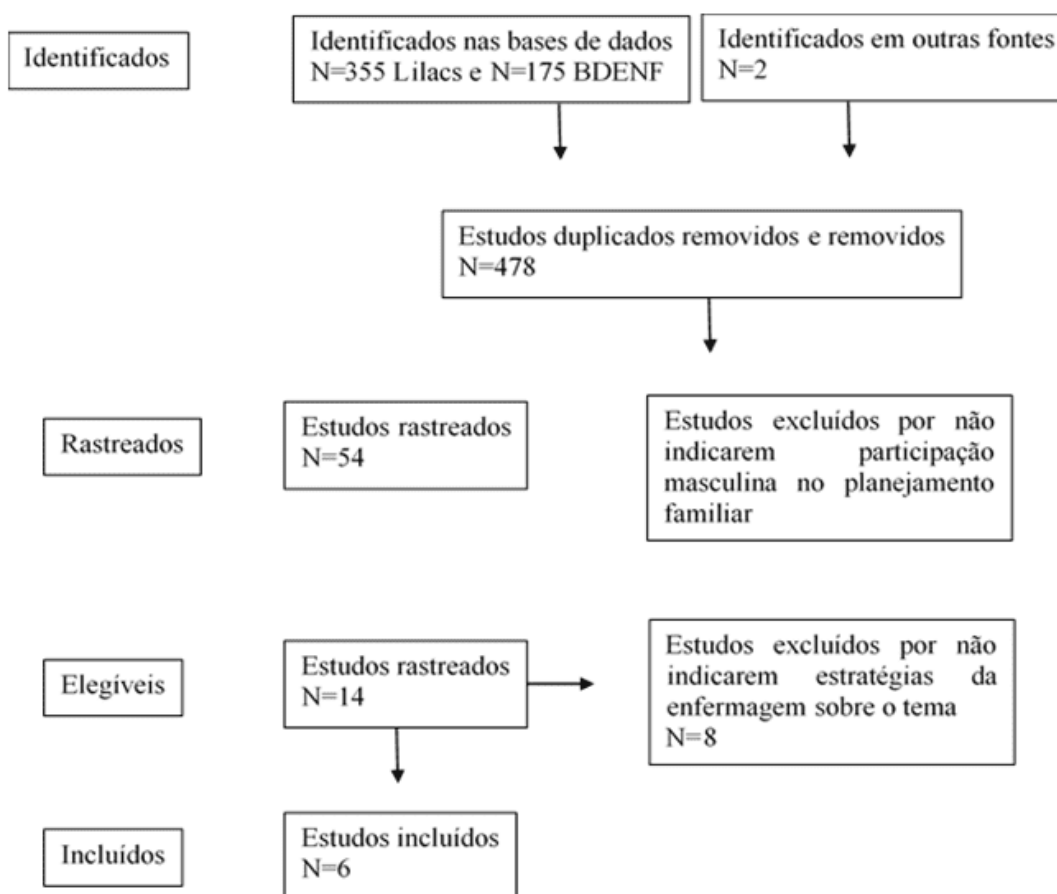 Identificados
Identificados nas bases de dados
N=355 Lilacs e N=175 BDENF
Identificados em outras fontes
N=2
Estudos duplicados removidos e removidos
N=478
Rastreados
Estudos rastreados
N=54
Estudos excluídos por não
indicarem participação
masculina no planejamento
familiar
Elegíveis
Estudos rastreados
N=14
Estudos excluídos por não
indicarem estratégias da
enfermagem sobre o tema
N=8
Incluídos
Estudos incluídos
N=6